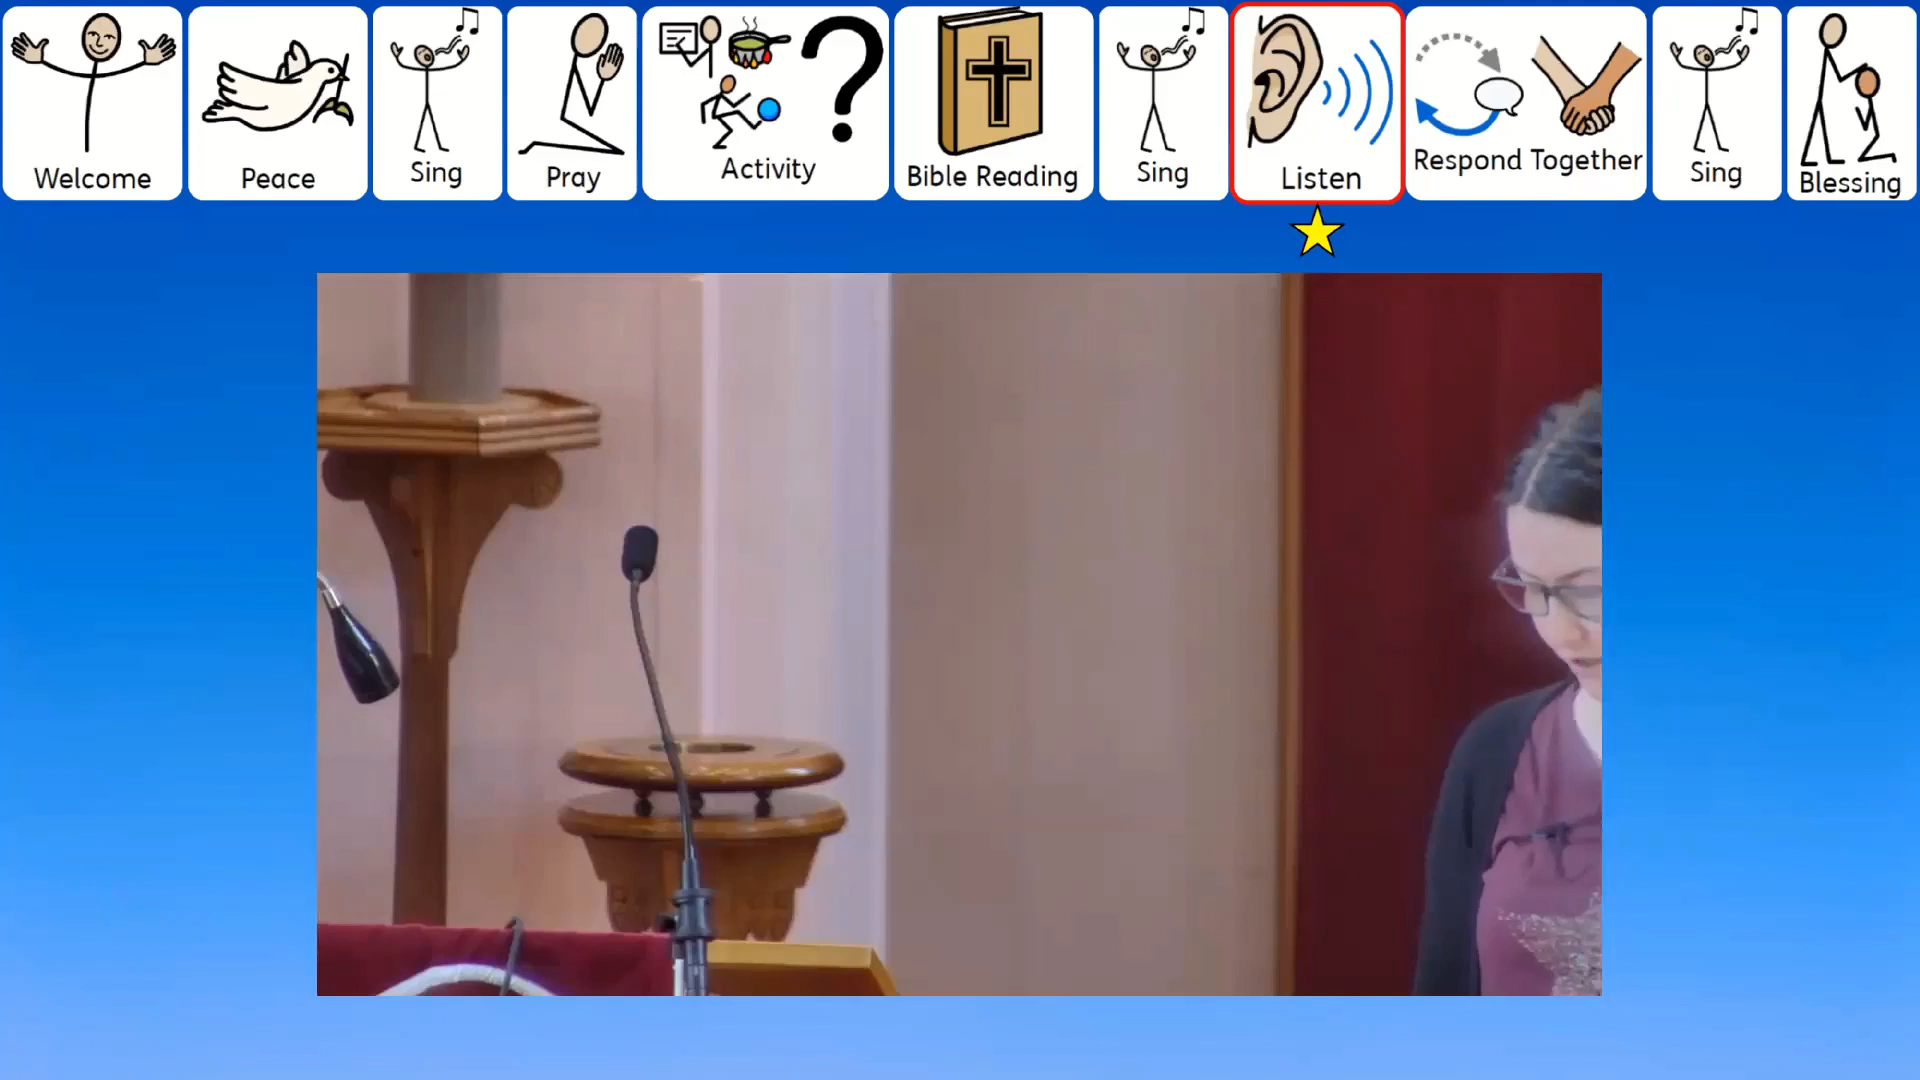 Welcome
Peace
Sing
Pray
Activity
?
Bible Reading
Sing
Listen
Respond Together
Sing
Blessing